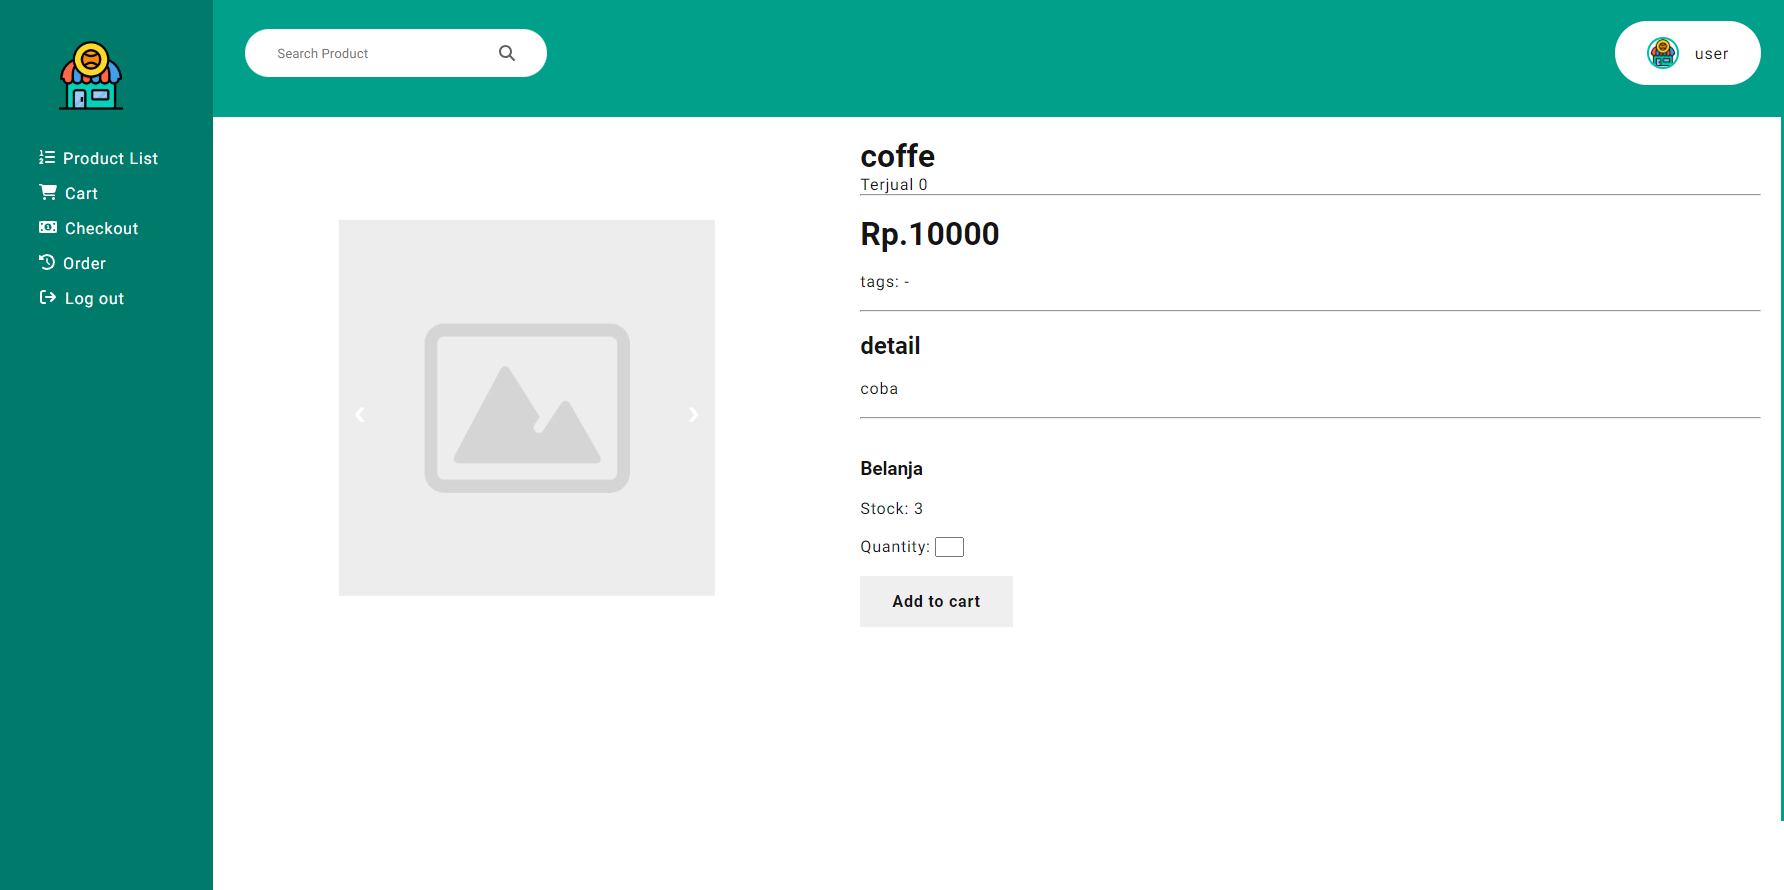 Search Product
user
Product List
Cart
Checkout
Order
Log out
coffe
Terjual 0
Rp.10000
tags: -
detail
coba
Belanja
Stock: 3
Quantity:
Add to cart